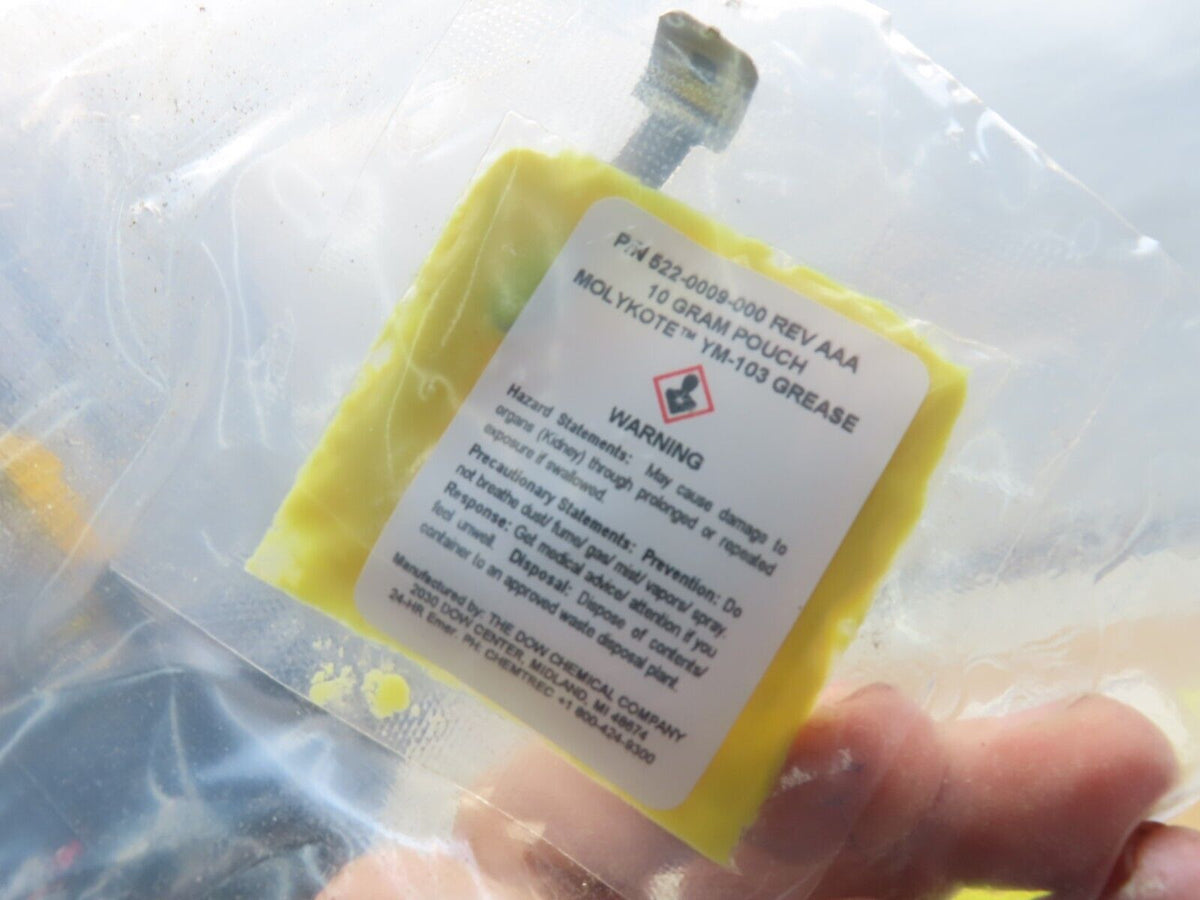 P/N 522-0009-000 REV AAA
10 GRAM POUCH
MOLYKOTE™ YM-103 GREASE
WARNING
Hazard Statements: May cause damage to
organs (Kidney) through prolonged or repeated
exposure if swallowed.
Precautionary Statements: Prevention: Do
not breathe dust/ fume/ gas/ mist/ vapors/ spray.
Response: Get medical advice/ attention if you
feel unwell. Disposal: Dispose of contents/
container to an approved waste disposal plant.
Manufactured by: THE DOW CHEMICAL COMPANY
2030 DOW CENTER, MIDLAND, MI 48674
24-HR Emer. PH: CHEMTREC +1 800-424-9300